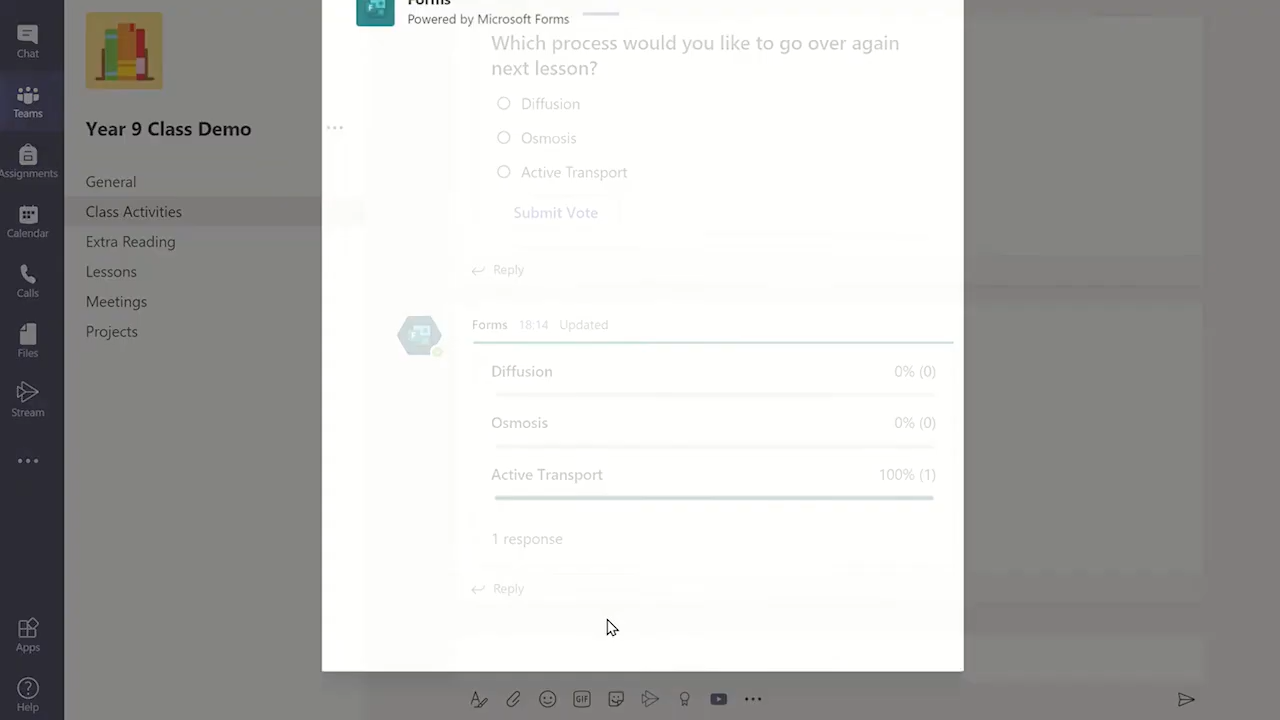 Forms
Powered by Microsoft Forms
Chat
Teams
Assignments
Calendar
Calls
Files
Stream
Apps
Help
Year 9 Class Demo
General
Class Activities
Extra Reading
Lessons
Meetings
Projects
Which process would you like to go over again
next lesson?
Diffusion
Osmosis
Active Transport
Submit Vote
Reply
Forms 18:14 Updated
Diffusion 0% (0)
Osmosis 0% (0)
Active Transport 100% (1)
1 response
Reply
GIF